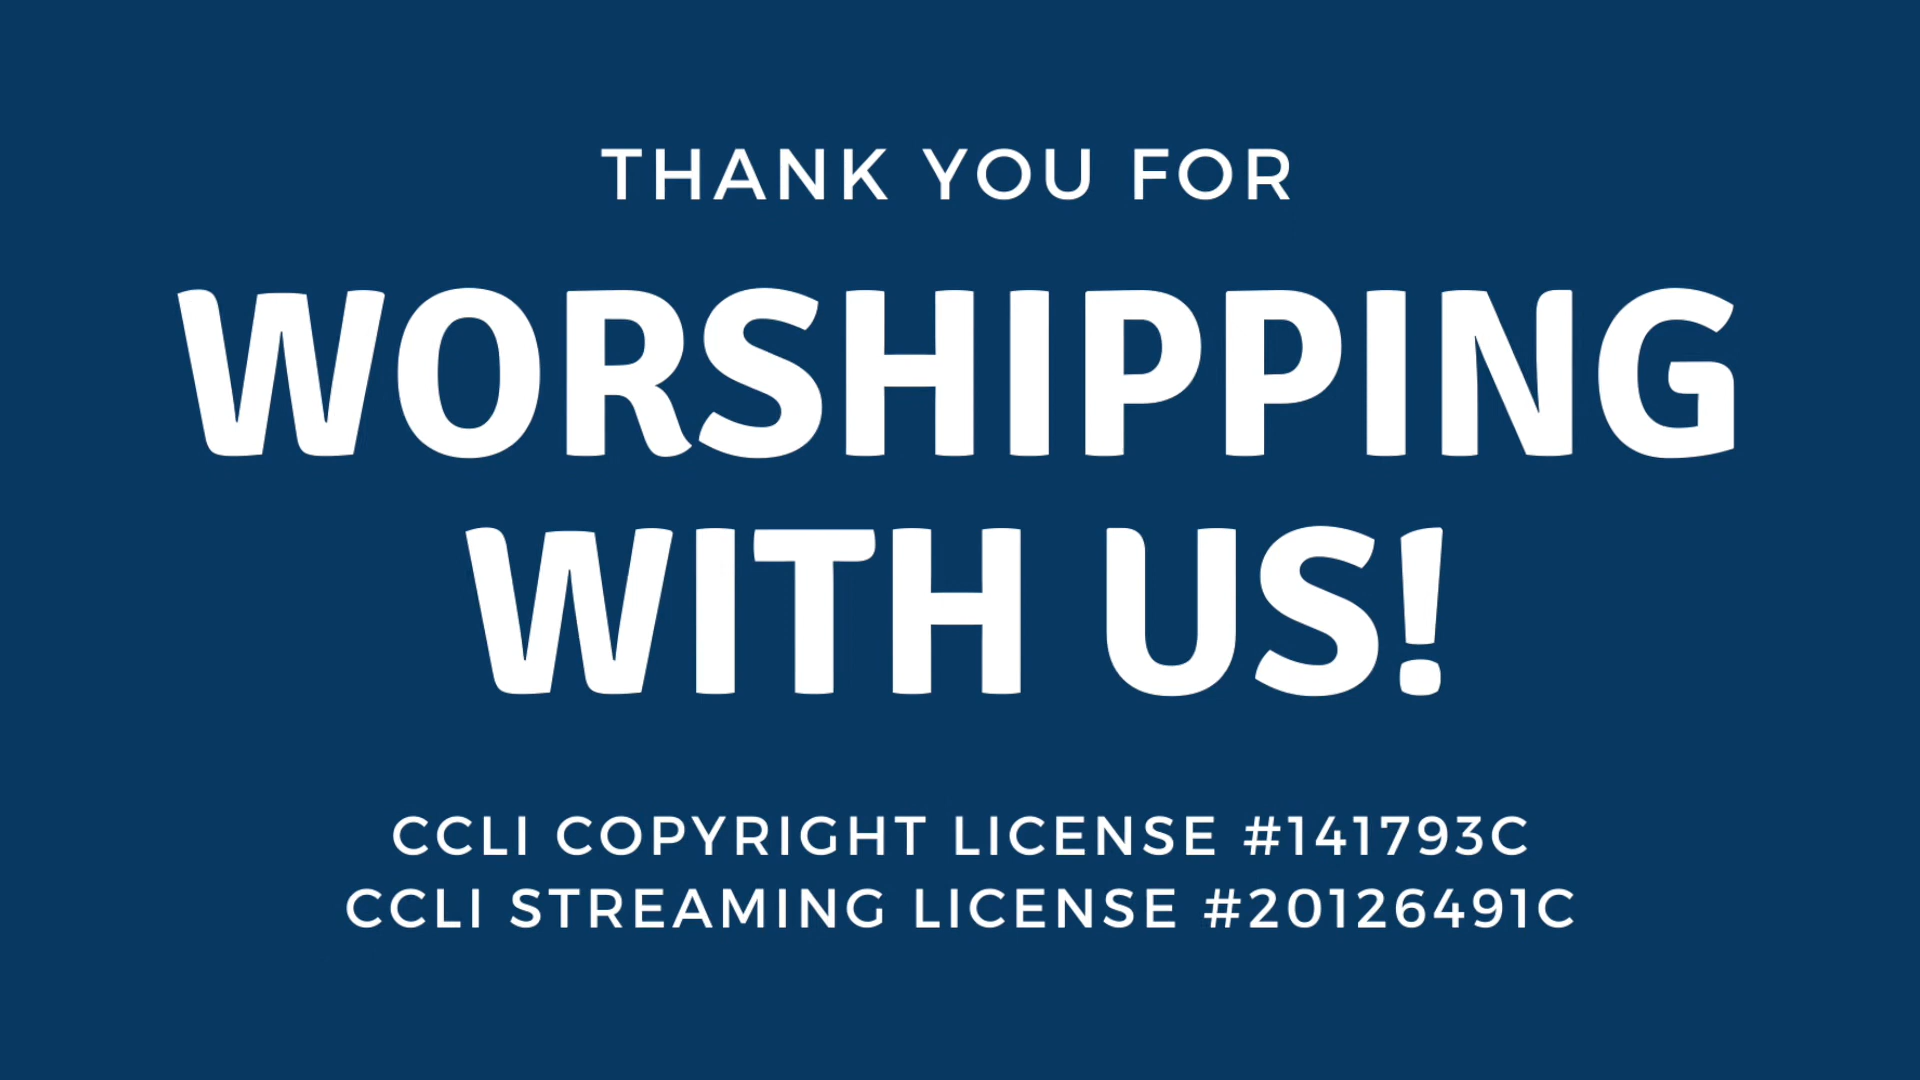 THANK YOU FOR
WORSHIPPING
WITH US!
CCLI COPYRIGHT LICENSE #141793C
CCLI STREAMING LICENSE #20126491C